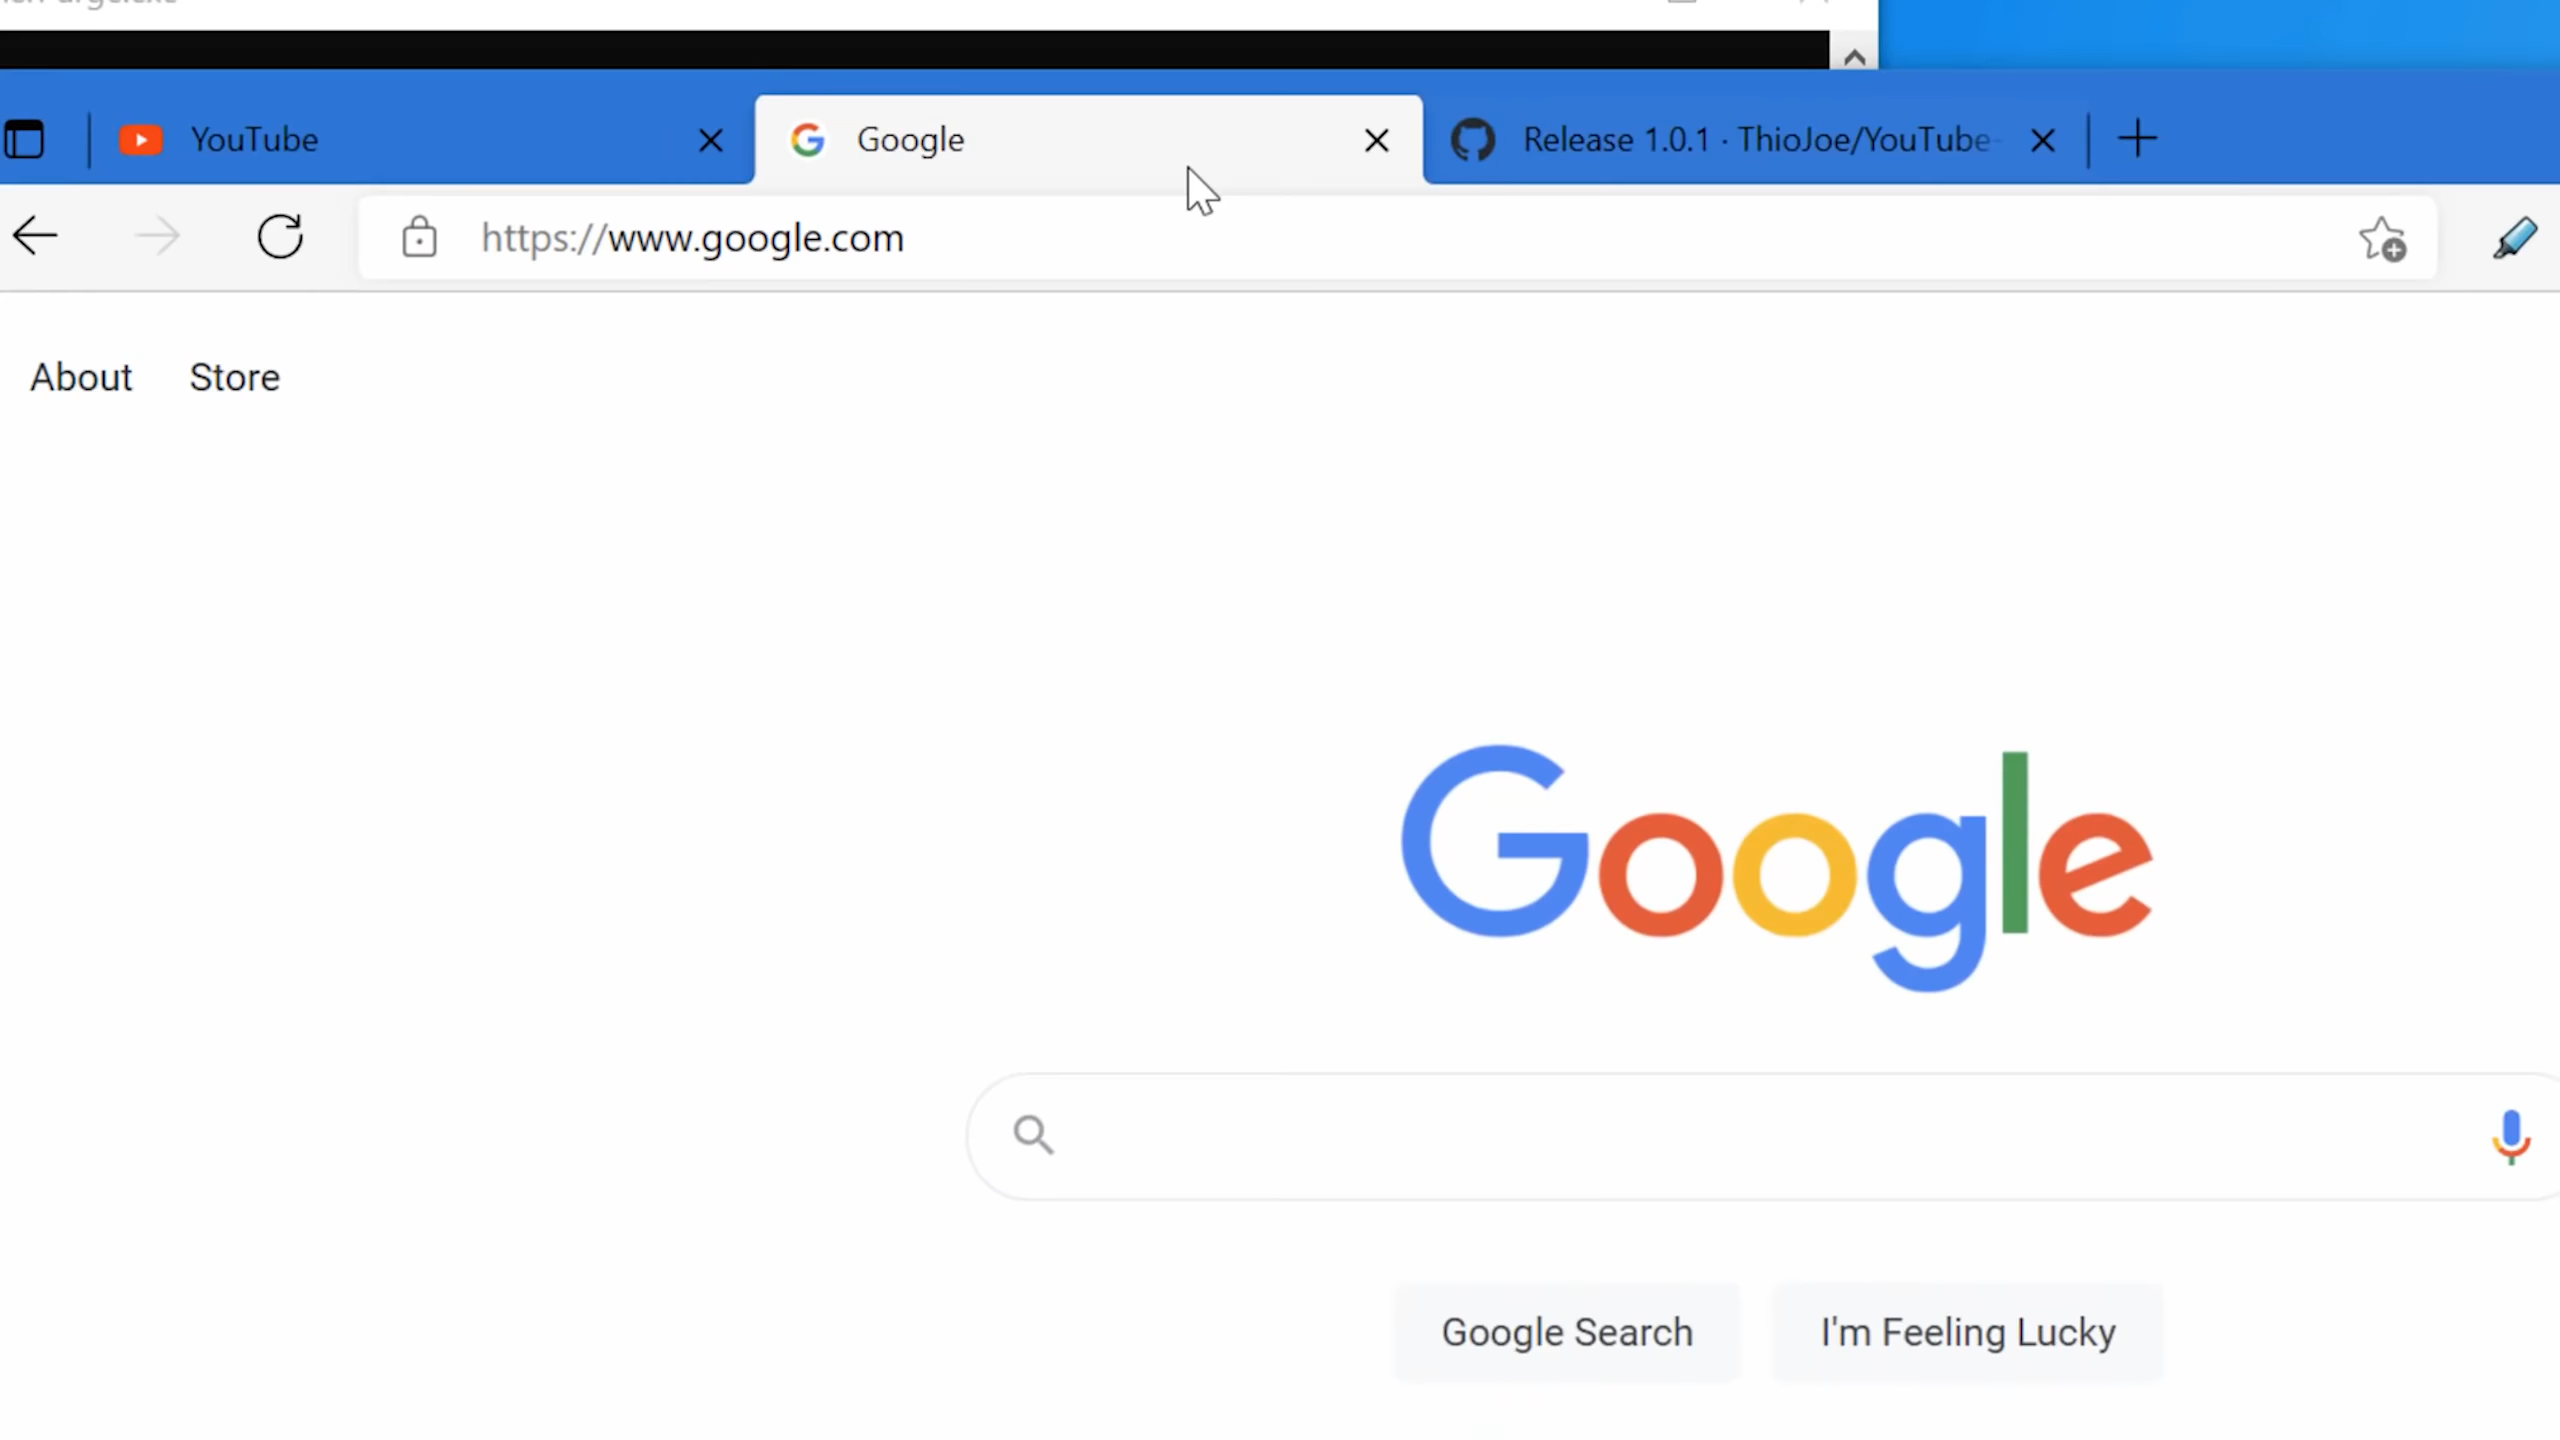 YouTube
Google
Release 1.0.1 · ThioJoe/YouTube-
https://www.google.com
About Store
Google
Google Search I'm Feeling Lucky